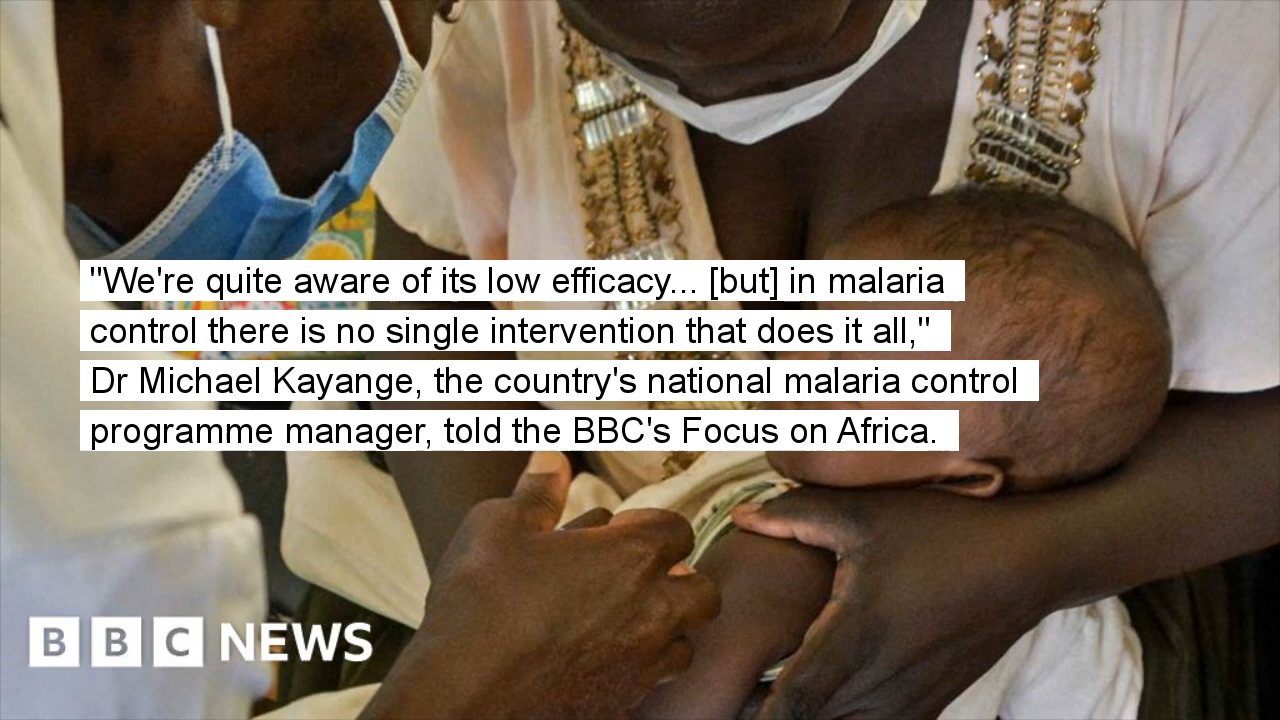 "We're quite aware of its low efficacy... [but] in malaria
control there is no single intervention that does it all,"
Dr Michael Kayange, the country's national malaria control
programme manager, told the BBC's Focus on Africa.
BBC NEWS